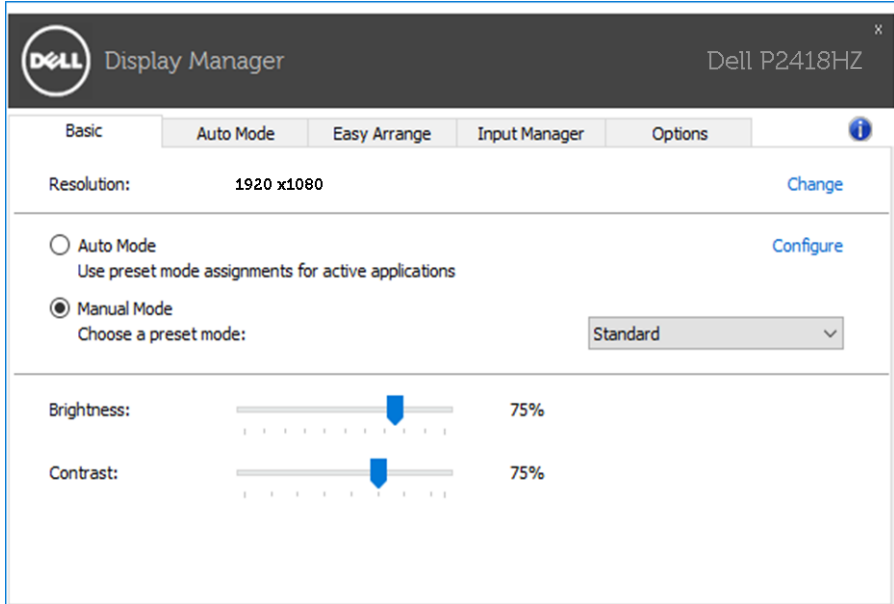 DELL Display Manager Dell P2418HZ x
Basic Auto Mode Easy Arrange Input Manager Options i
Resolution: 1920 x1080 Change
Auto Mode Configure
Use preset mode assignments for active applications
Manual Mode
Choose a preset mode: Standard
Brightness: 75%
Contrast: 75%